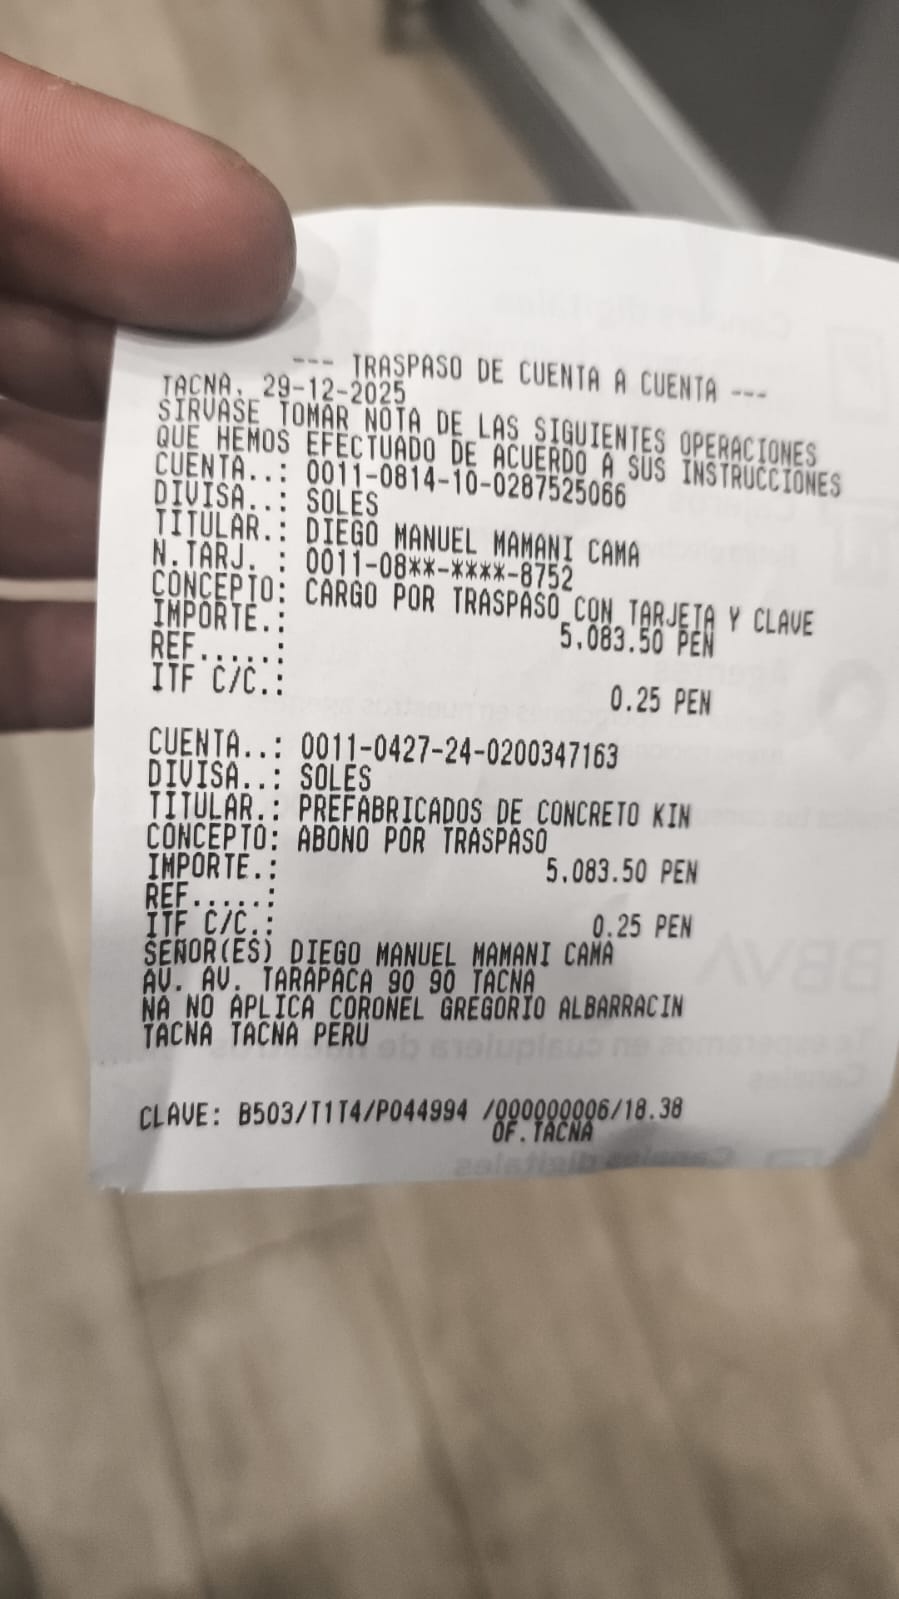 --- TRASPASO DE CUENTA A CUENTA ---
TACNA, 29-12-2025
SIRVASE TOMAR NOTA DE LAS SIGUIENTES OPERACIONES
QUE HEMOS EFECTUADO DE ACUERDO A SUS INSTRUCCIONES
CUENTA..: 0011-0814-10-0287525066
DIVISA..: SOLES
TITULAR.: DIEGO MANUEL MAMANI CAMA
N.TARJ. : 0011-08**-****-8752
CONCEPTO: CARGO POR TRASPASO CON TARJETA Y CLAVE
IMPORTE.: 5.083.50 PEN
REF.....:
ITF C/C.: 0.25 PEN
CUENTA..: 0011-0427-24-0200347163
DIVISA..: SOLES
TITULAR.: PREFABRICADOS DE CONCRETO KIN
CONCEPTO: ABONO POR TRASPASO
IMPORTE.: 5.083.50 PEN
REF.....:
ITF C/C.: 0.25 PEN
SEÑOR(ES) DIEGO MANUEL MAMANI CAMA
AV. AV. TARAPACA 90 90 TACNA
NA NO APLICA CORONEL GREGORIO ALBARRACIN
TACNA TACNA PERU
CLAVE: B503/T1T4/P044994 /000000006/18.38
OF.TACNA
BBVA